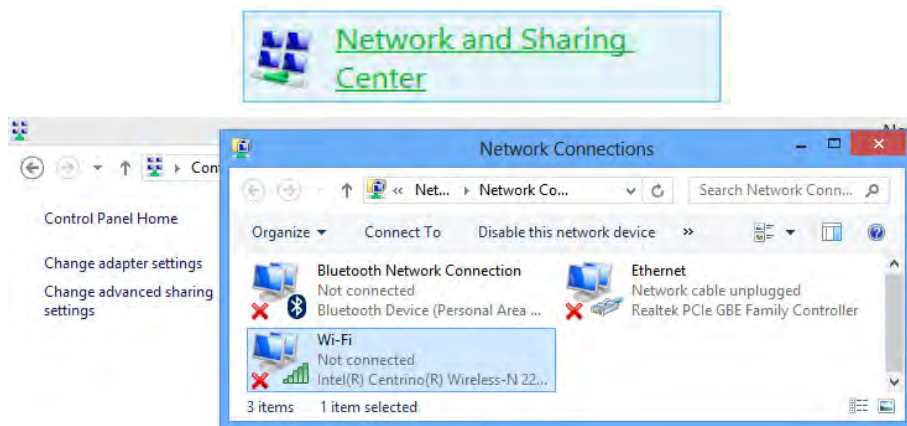 Network and Sharing
Center
Network Connections
Con
Net... Network Co...
Search Network Conn...
Control Panel Home
Organize
Connect To
Disable this network device
»
Change adapter settings
Change advanced sharing
settings
Bluetooth Network Connection
Not connected
Bluetooth Device (Personal Area ...
Ethernet
Network cable unplugged
Realtek PCIe GBE Family Controller
Wi-Fi
Not connected
Intel(R) Centrino(R) Wireless-N 22...
3 items
1 item selected